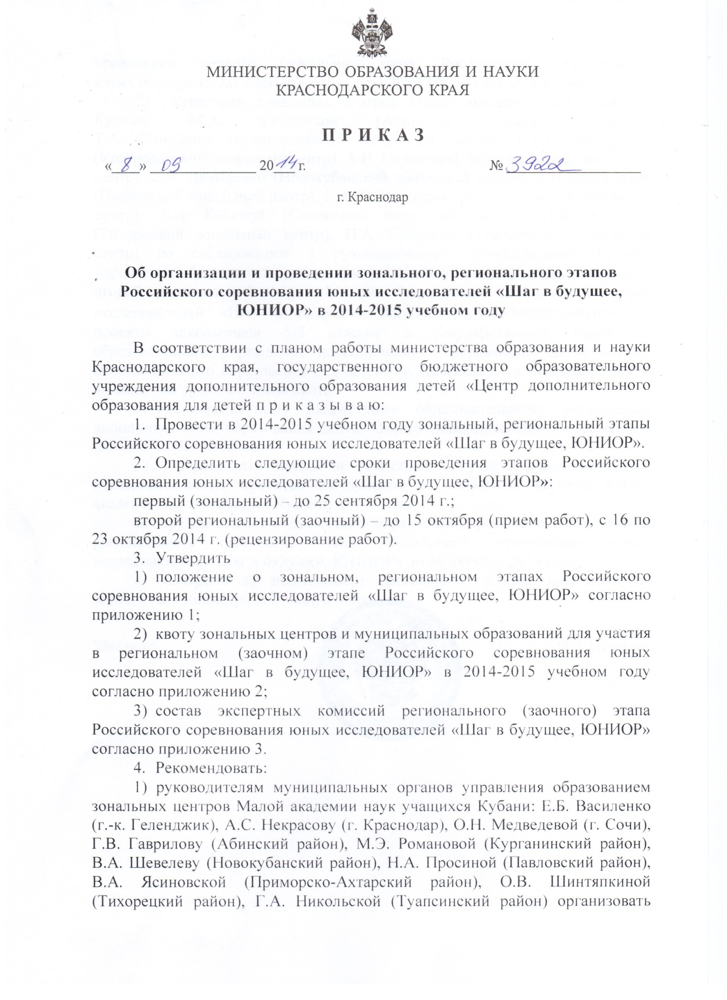 МИНИСТЕРСТВО ОБРАЗОВАНИЯ И НАУКИ
КРАСНОДАРСКОГО КРАЯ
ПРИКАЗ
« 8 » 09 2014 г. № 3922
г. Краснодар
Об организации и проведении зонального, регионального этапов
Российского соревнования юных исследователей «Шаг в будущее,
ЮНИОР» в 2014-2015 учебном году
В соответствии с планом работы министерства образования и науки
Краснодарского края, государственного бюджетного образовательного
учреждения дополнительного образования детей «Центр дополнительного
образования для детей п р и к а з ы в а ю:
1. Провести в 2014-2015 учебном году зональный, региональный этапы
Российского соревнования юных исследователей «Шаг в будущее, ЮНИОР».
2. Определить следующие сроки проведения этапов Российского
соревнования юных исследователей «Шаг в будущее, ЮНИОР»:
первый (зональный) – до 25 сентября 2014 г.;
второй региональный (заочный) – до 15 октября (прием работ), с 16 по
23 октября 2014 г. (рецензирование работ).
3. Утвердить
1) положение о зональном, региональном этапах Российского
соревнования юных исследователей «Шаг в будущее, ЮНИОР» согласно
приложению 1;
2) квоту зональных центров и муниципальных образований для участия
в региональном (заочном) этапе Российского соревнования юных
исследователей «Шаг в будущее, ЮНИОР» в 2014-2015 учебном году
согласно приложению 2;
3) состав экспертных комиссий регионального (заочного) этапа
Российского соревнования юных исследователей «Шаг в будущее, ЮНИОР»
согласно приложению 3.
4. Рекомендовать:
1) руководителям муниципальных органов управления образованием
зональных центров Малой академии наук учащихся Кубани: Е.Б. Василенко
(г.-к. Геленджик), А.С. Некрасову (г. Краснодар), О.Н. Медведевой (г. Сочи),
Г.В. Гаврилову (Абинский район), М.Э. Романовой (Курганинский район),
В.А. Шевелеву (Новокубанский район), Н.А. Просиной (Павловский район),
В.А. Ясиновской (Приморско-Ахтарский район), О.В. Шинтяпкиной
(Тихорецкий район), Г.А. Никольской (Туапсинский район) организовать